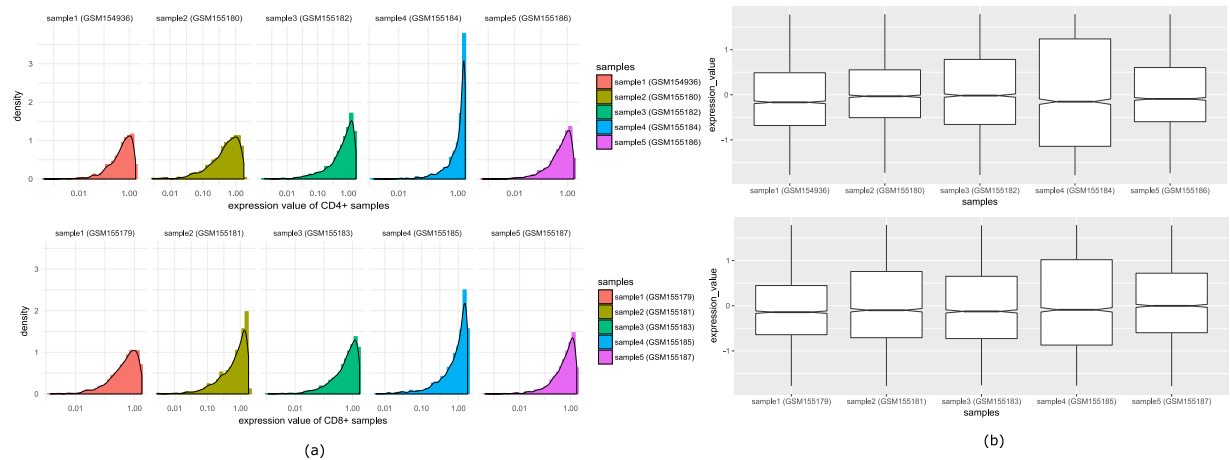 sample1 (GSM154936) sample2 (GSM155180) sample3 (GSM155182) sample4 (GSM155184) sample5 (GSM155186)
3
2
1
0
density
0.01 1.00 0.01 0.10 1.00 0.01 1.00 0.01 1.00 0.01 1.00
expression value of CD4+ samples
samples
sample1 (GSM154936)
sample2 (GSM155180)
sample3 (GSM155182)
sample4 (GSM155184)
sample5 (GSM155186)
sample1 (GSM155179) sample2 (GSM155181) sample3 (GSM155183) sample4 (GSM155185) sample5 (GSM155187)
3
2
1
0
density
0.01 1.00 0.01 0.10 1.00 0.01 1.00 0.01 1.00 0.01 1.00
expression value of CD8+ samples
samples
sample1 (GSM155179)
sample2 (GSM155181)
sample3 (GSM155183)
sample4 (GSM155185)
sample5 (GSM155187)
(a)
1
0
−1
expression_value
sample1 (GSM154936) sample2 (GSM155180) sample3 (GSM155182) sample4 (GSM155184) sample5 (GSM155186)
samples
1
0
−1
expression_value
sample1 (GSM155179) sample2 (GSM155181) sample3 (GSM155183) sample4 (GSM155185) sample5 (GSM155187)
samples
(b)